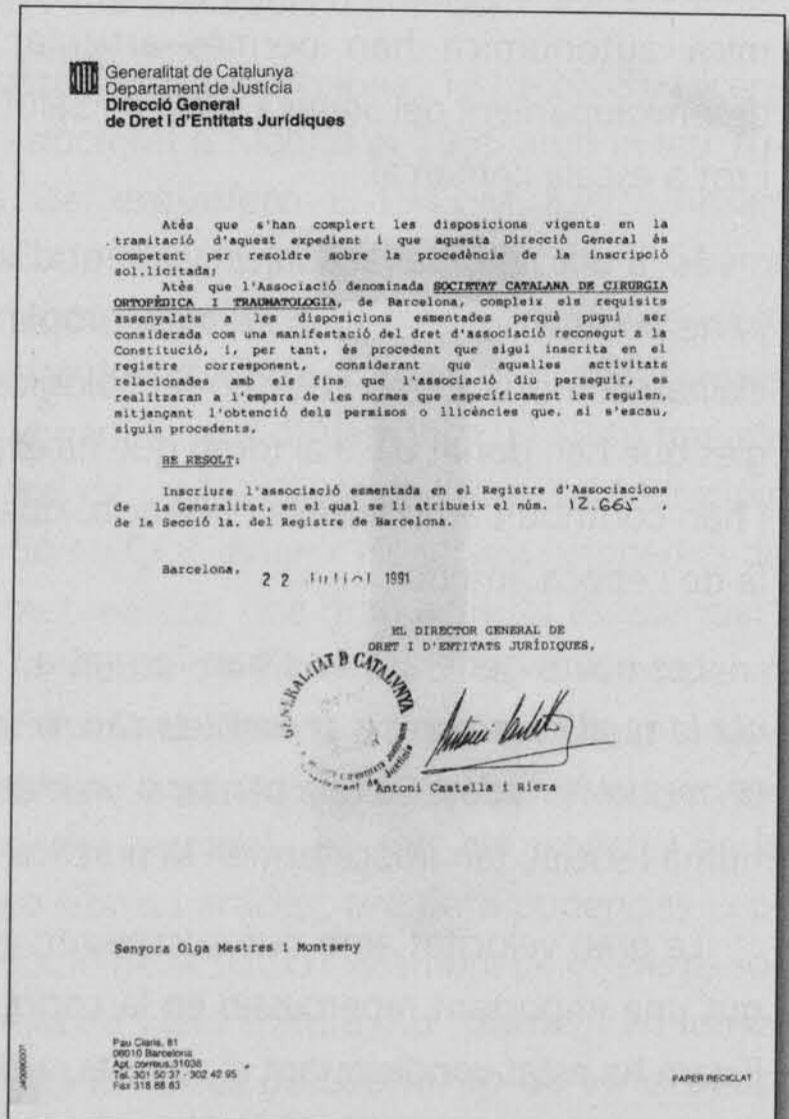 Generalitat de Catalunya
Departament de Justícia
Direcció General
de Dret i d'Entitats Jurídiques
Atès que s'han complert les disposicions vigents en la
tramitació d'aquest expedient i que aquesta Direcció General és
competent per resoldre sobre la procedència de la inscripció
sol.licitada;
Atès que l'Associació denominada SOCIETAT CATALANA DE CIRURGIA
ORTOPÈDICA I TRAUMATOLOGIA, de Barcelona, compleix els requisits
assenyalats a les disposicions esmentades perquè pugui ser
considerada com una manifestació del dret d'associació reconegut a la
Constitució, i, per tant, és procedent que sigui inscrita en el
registre corresponent, considerant que aquelles activitats
relacionades amb els fins que l'associació diu perseguir, es
realitzaran a l'empara de les normes que específicament les regulen,
mitjançant l'obtenció dels permisos o llicències que, si s'escau,
siguin procedents,
HE RESOLT:
Inscriure l'associació esmentada en el Registre d'Associacions
de la Generalitat, en el qual se li atribueix el núm. 12.665 ,
de la Secció 1a. del Registre de Barcelona.
Barcelona, 22 juliol 1991
EL DIRECTOR GENERAL DE
DRET I D'ENTITATS JURÍDIQUES,
GENERALITAT D CATALUNYA
Departament de Justícia
Antoni Castella i Riera
Senyora Olga Mestres i Montseny
Pau Claris, 81
08010 Barcelona
Apt. correus 31036
Tel. 301 50 37 - 302 42 95
Fax 318 88 63
PAPER RECICLAT